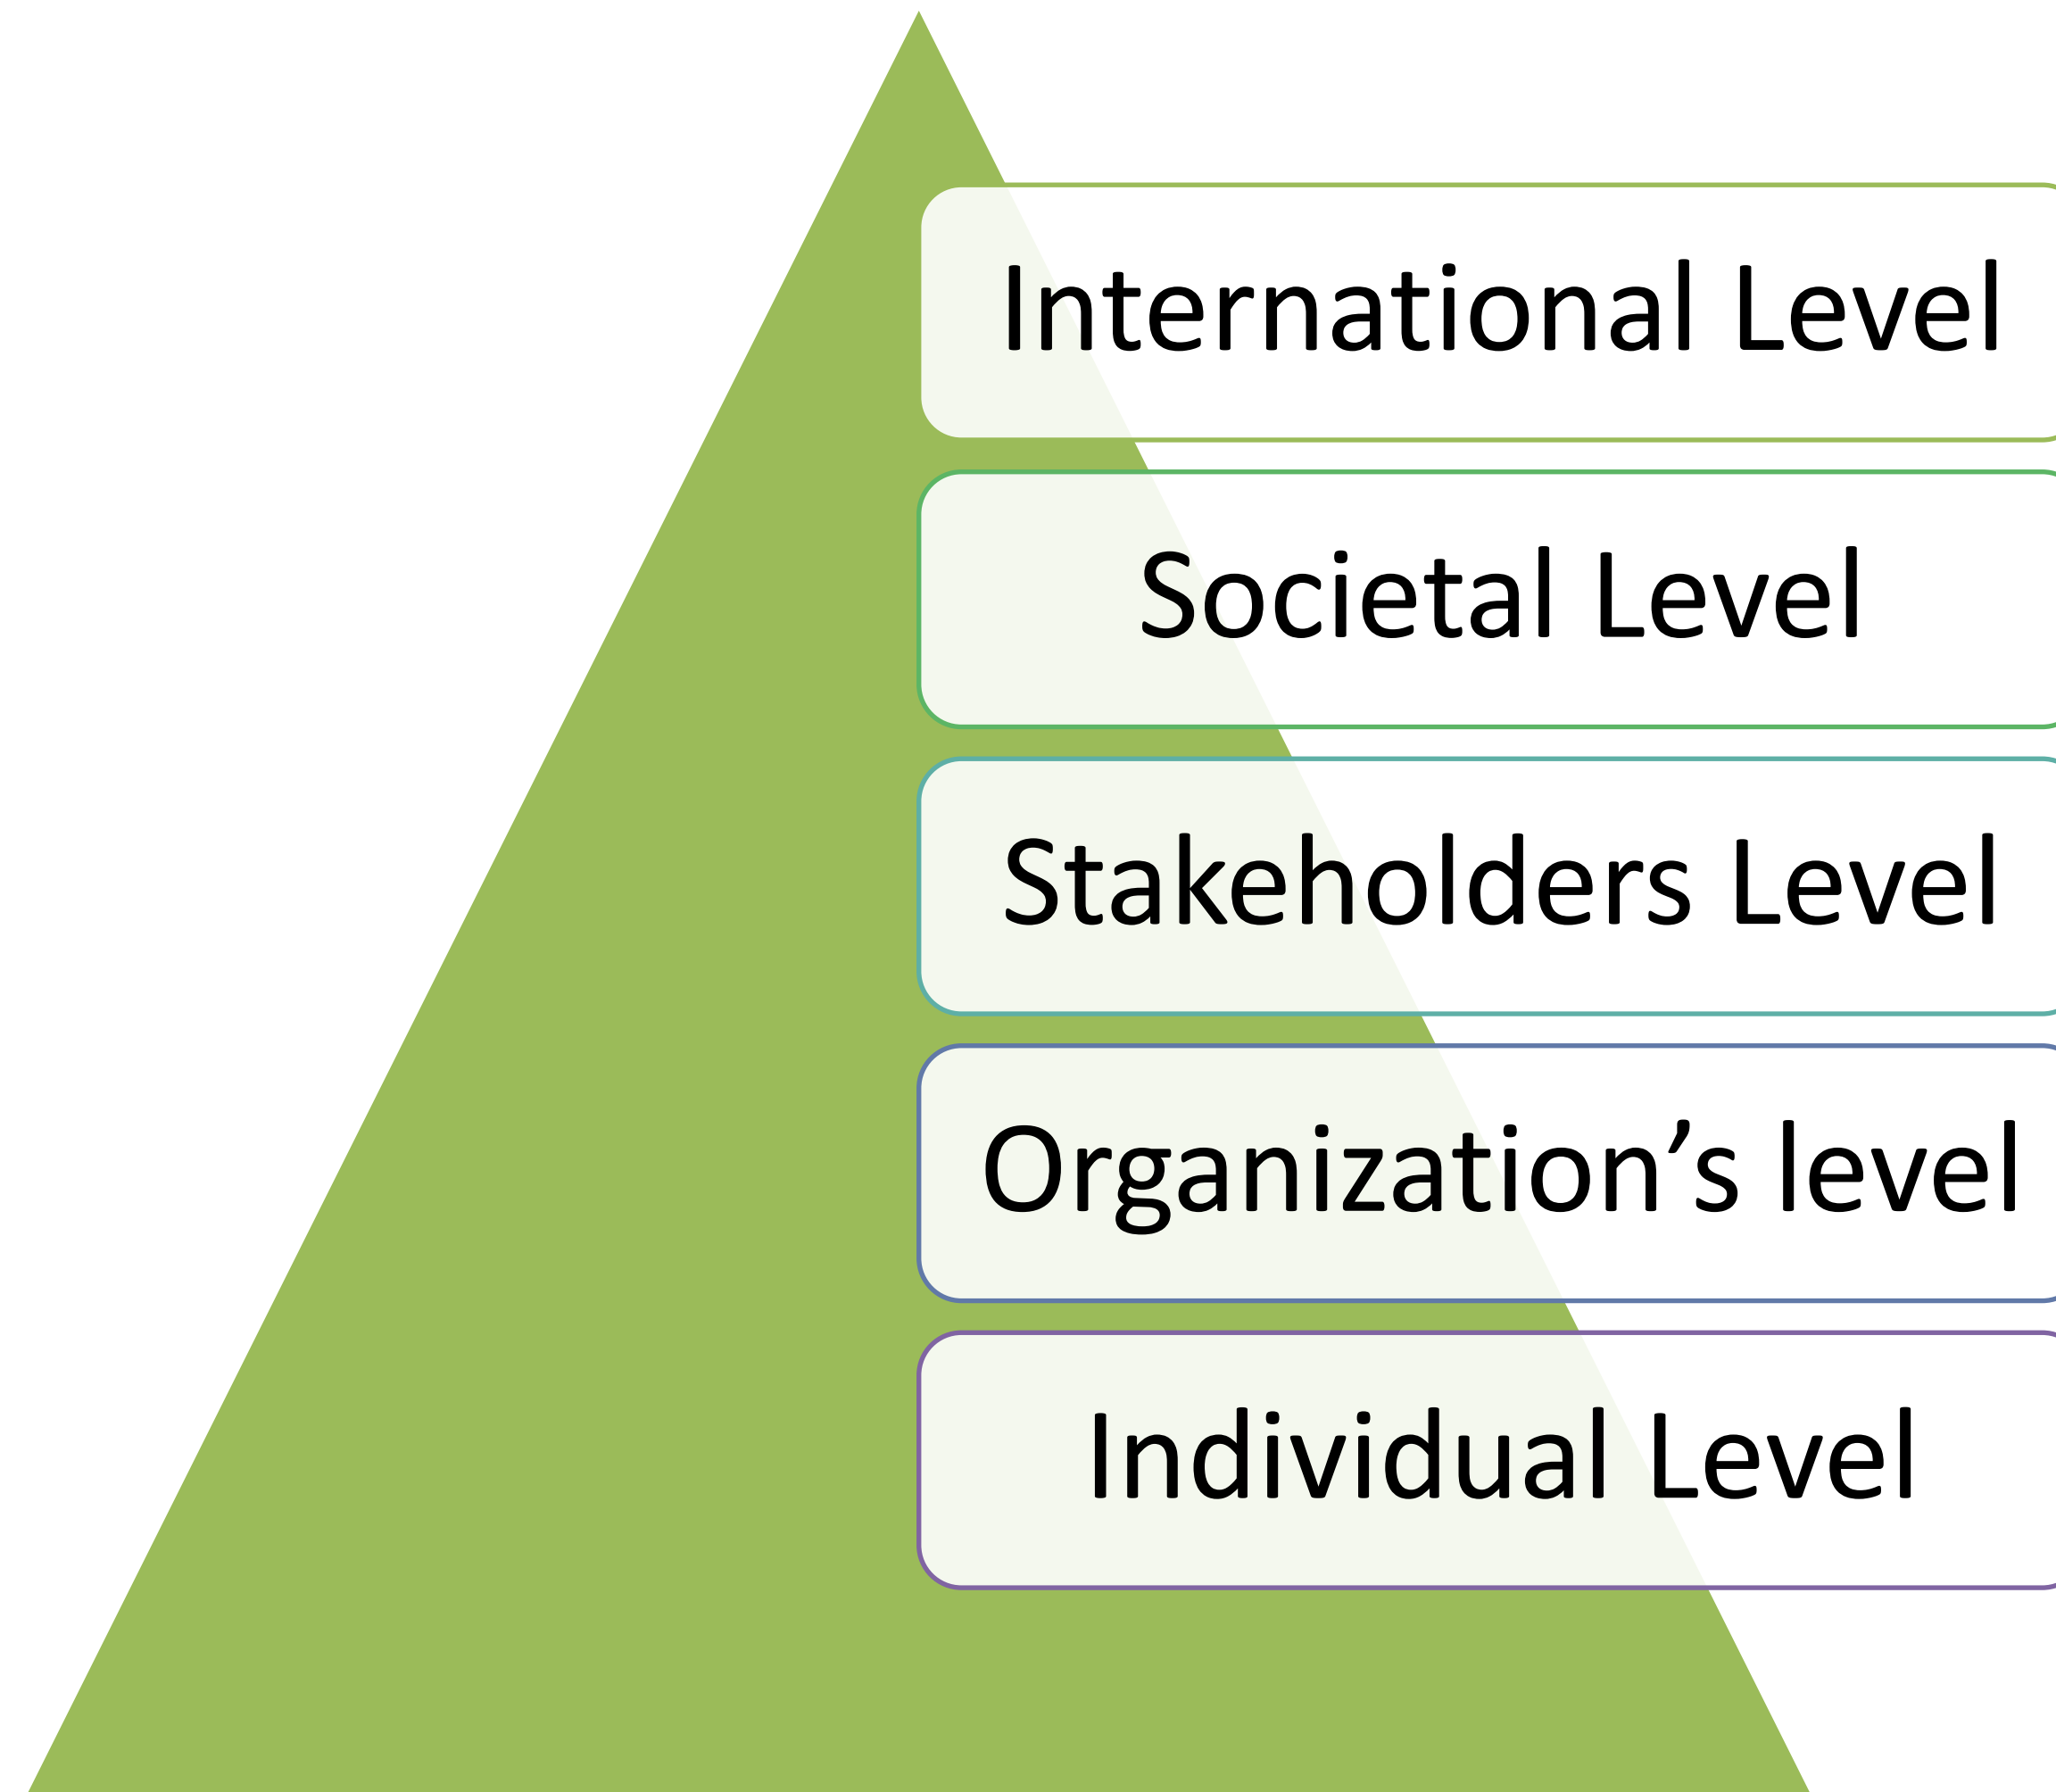 International Level
Societal Level
Stakeholders Level
Organization’s level
Individual Level